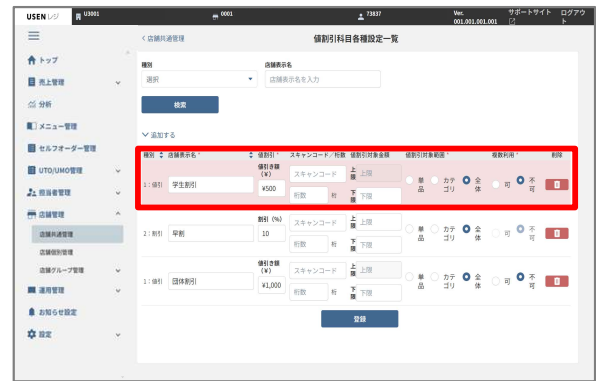 USEN レジ U3001 0001 73837 Ver. 001.001.001.001 サポートサイト ログアウト
< 店舗共通管理 値割引科目各種設定一覧
トップ
売上管理
分析
メニュー管理
セルフオーダー管理
UTO/UMO管理
担当者管理
店舗管理
店舗共通管理
店舗個別管理
店舗グループ管理
運用管理
お知らせ設定
設定
種別 店舗表示名
選択 店舗表示名を入力
検索
追加する
種別 店舗表示名 * 値割引 * スキャンコード／桁数 値割引対象金額 値割引対象範囲 * 複数利用 * 削除
1：値引 学生割引 値引き額 (￥) ¥500 スキャンコード 桁数 桁 上限 上限 下限 下限 単品 カテゴリ 全体 可 不可
2：割引 早割 割引 (%) 10 スキャンコード 桁数 桁 上限 上限 下限 下限 単品 カテゴリ 全体 可 不可
1：値引 団体割引 値引き額 (￥) ¥1,000 スキャンコード 桁数 桁 上限 上限 下限 下限 単品 カテゴリ 全体 可 不可
登録